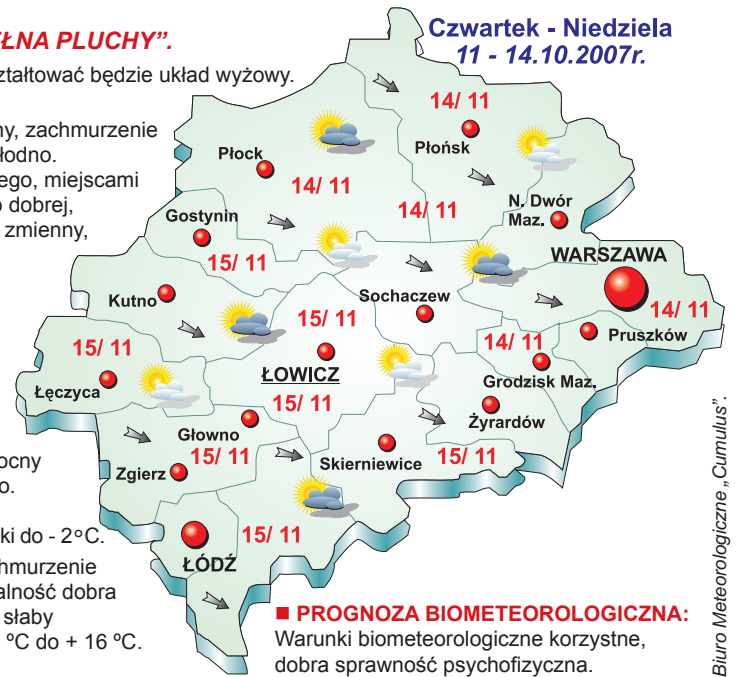 ŁNA PLUCHY”.
ształtować będzie układ wyżowy.
ny, zachmurzenie
łodno.
ego, miejscami
o dobrej,
zmienny,
ocny
o.
ki do - 2°C.
hmurzenie
alność dobra
słaby
ºC do + 16 ºC.
Czwartek - Niedziela
11 - 14.10.2007r.
14/ 11
Płońsk
Płock
14/ 11
14/ 11
N. Dwór
Maz.
Gostynin
15/ 11
WARSZAWA
14/ 11
Kutno
Sochaczew
15/ 11
Pruszków
15/ 11
14/ 11
ŁOWICZ
Grodzisk Maz.
Łęczyca
15/ 11
Żyrardów
Głowno
15/ 11
Skierniewice
15/ 11
Zgierz
15/ 11
ŁÓDŹ
■ PROGNOZA BIOMETEOROLOGICZNA:
Warunki biometeorologiczne korzystne,
dobra sprawność psychofizyczna.
Biuro Meteorologiczne „Cumulus”.